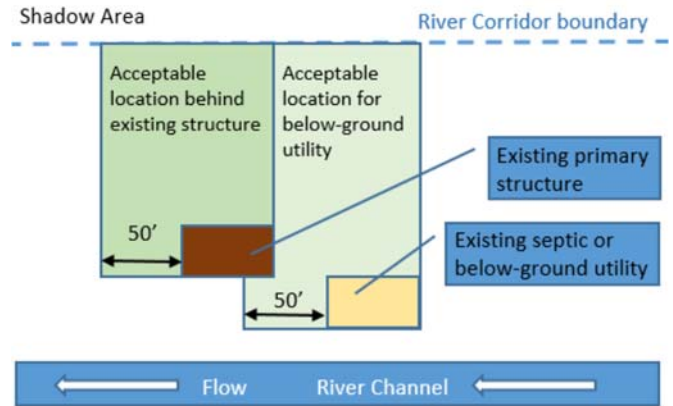 Shadow Area
River Corridor boundary
Acceptable
location behind
existing structure
Acceptable
location for
below-ground
utility
Existing primary
structure
50’
Existing septic or
below-ground utility
50’
Flow
River Channel